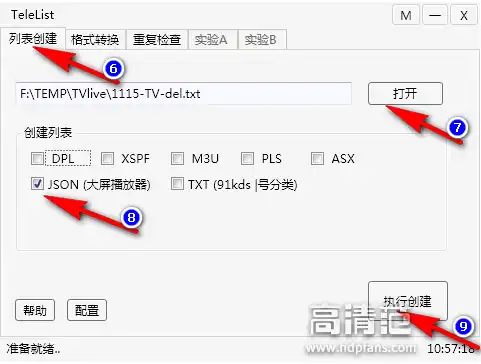 TeleList M — X
列表创建 格式转换 重复检查 实验A 实验B
6
F:\TEMP\TVlive\1115-TV-del.txt 打开
7
创建列表
DPL XSPF M3U PLS ASX
JSON (大屏播放器) TXT (91kds |号分类)
8
执行创建
帮助 配置
高清范
www.hdpfans.com
9
准备就绪.. 10:57:18